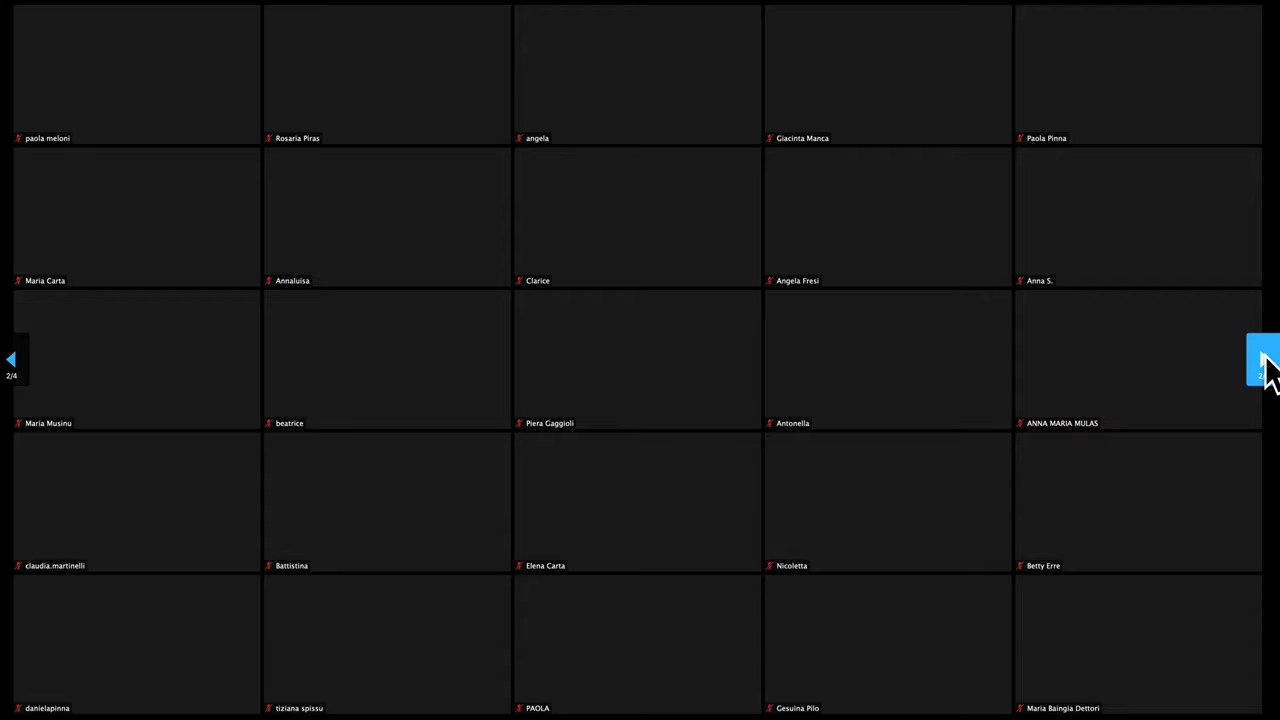 paola meloni
Rosaria Piras
angela
Giacinta Manca
Paola Pinna
Maria Carta
Annaluisa
Clarice
Angela Fresi
Anna S.
2/4
Maria Musinu
beatrice
Piera Gaggioli
Antonella
ANNA MARIA MULAS
claudia.martinelli
Battistina
Elena Carta
Nicoletta
Betty Erre
danielapinna
tiziana spissu
PAOLA
Gesuina Pilo
Maria Baingia Dettori